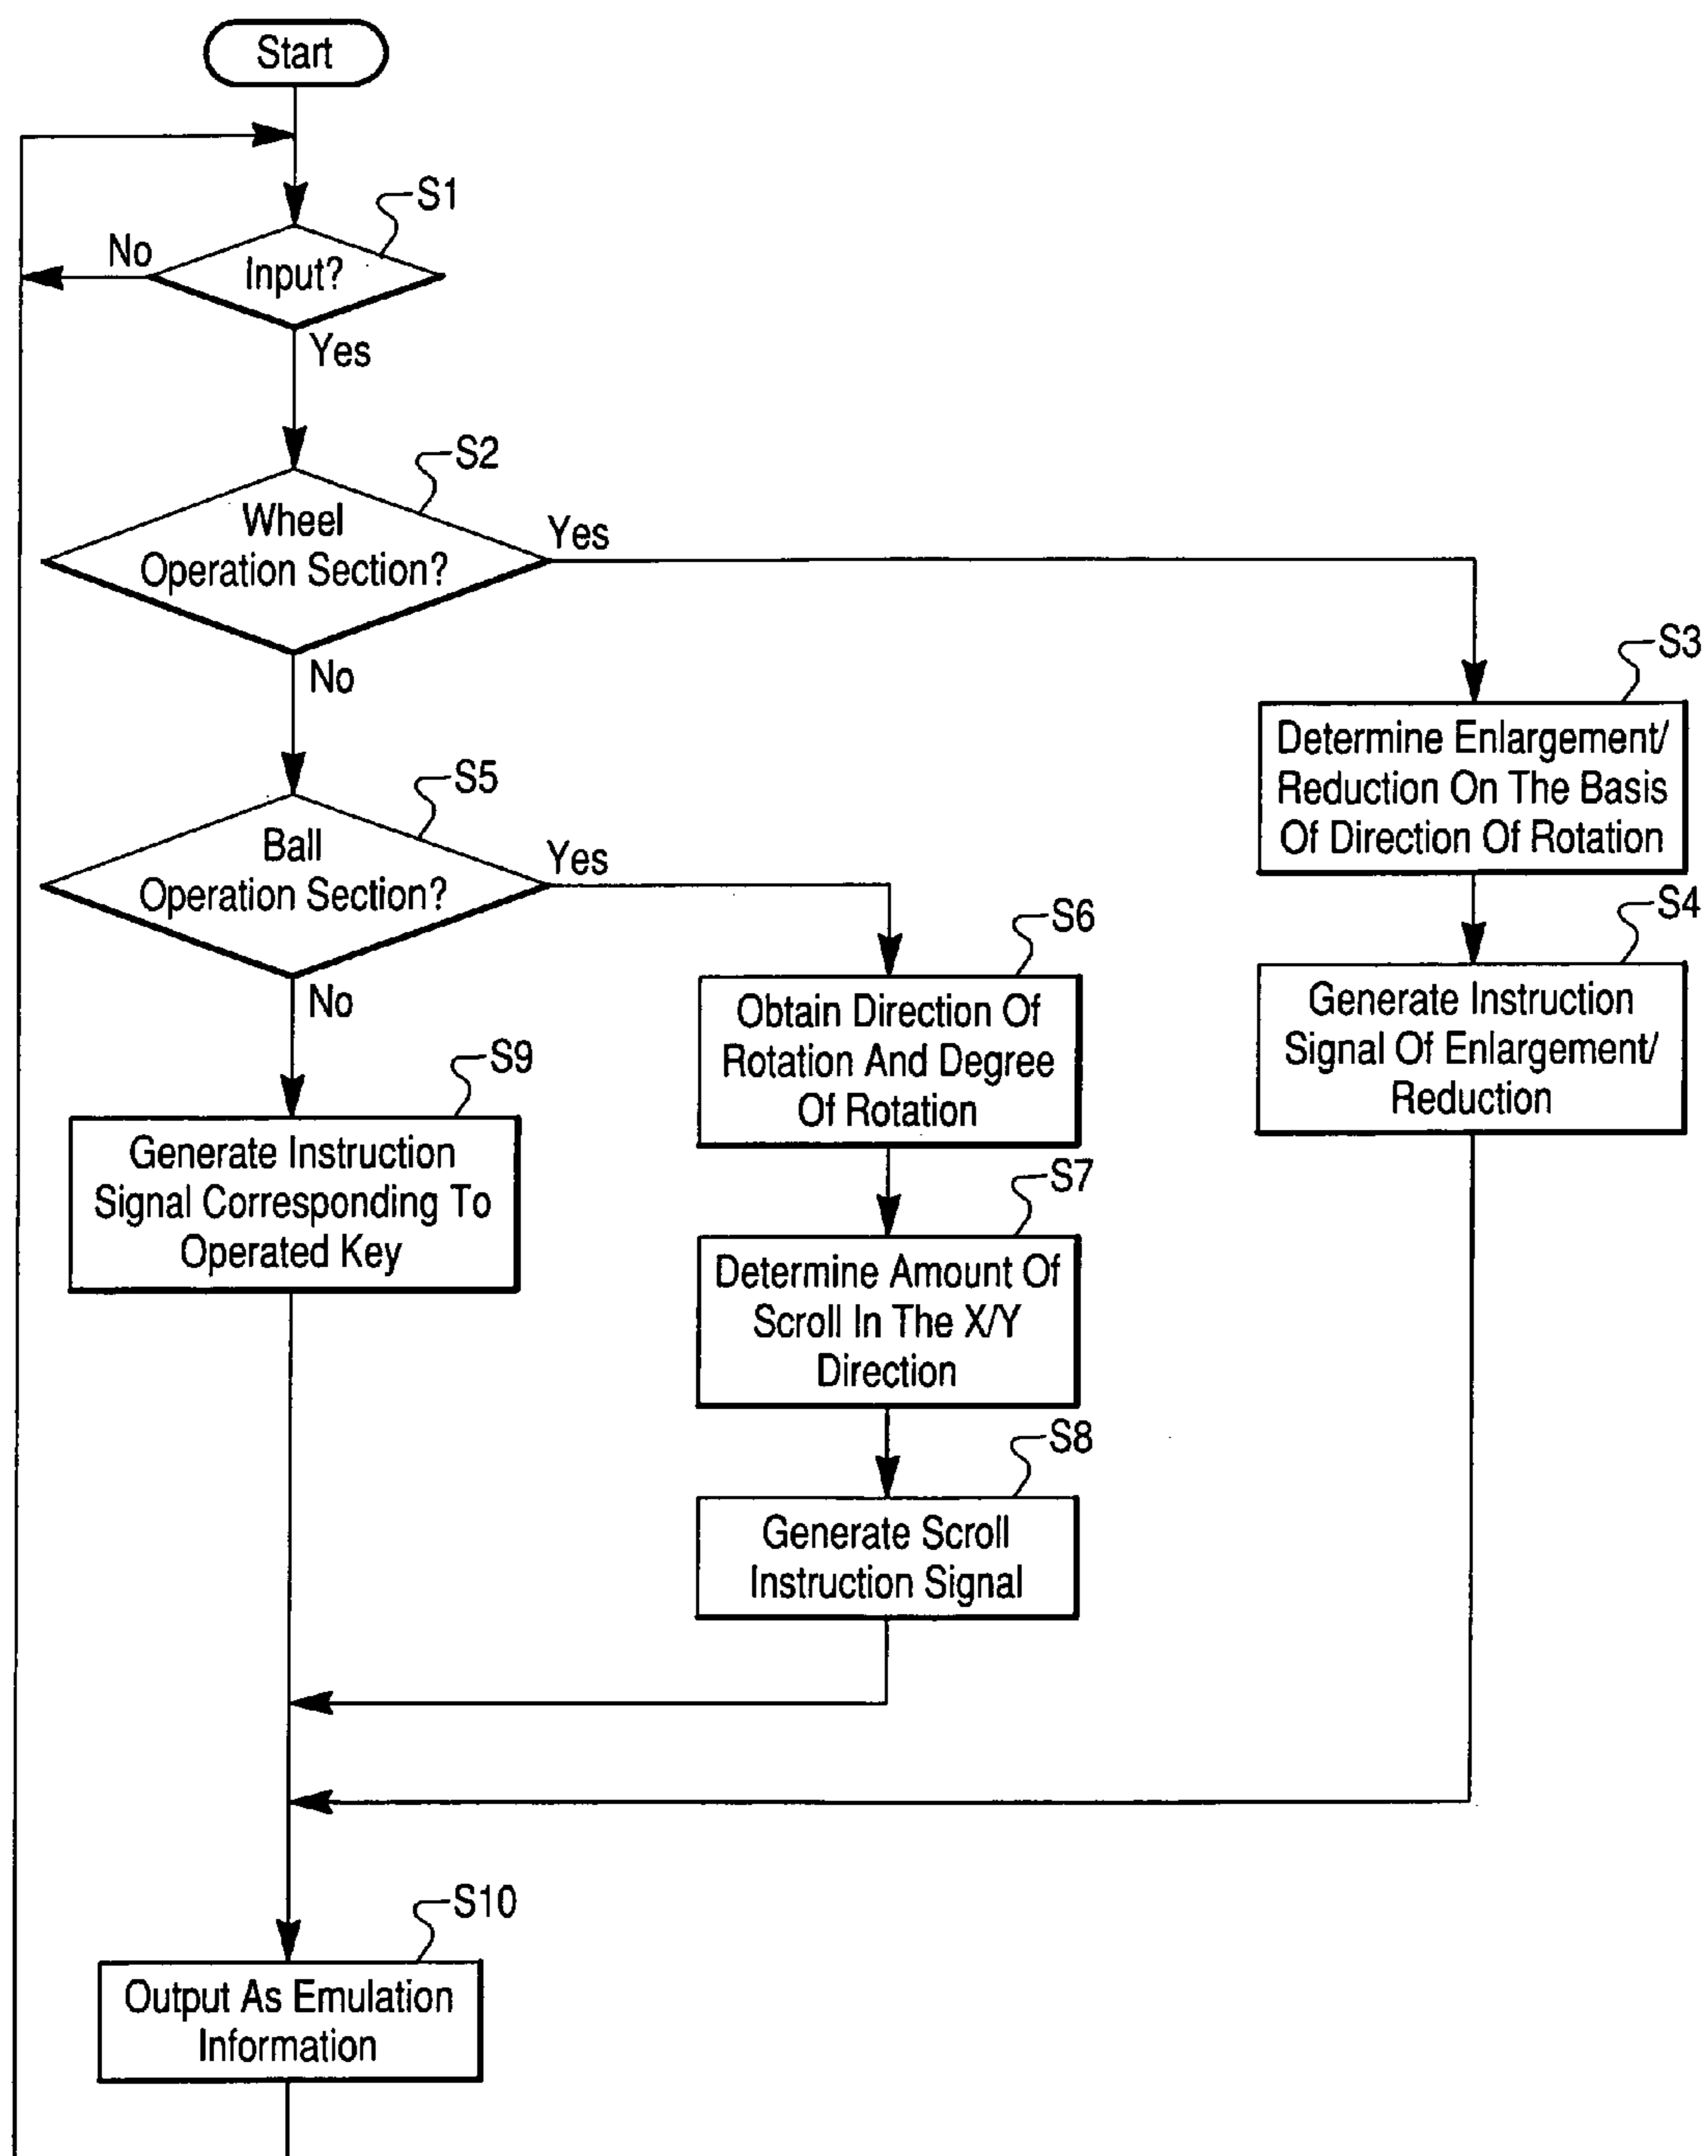 Start
S1
No
Input?
Yes
S2
Wheel
Operation Section?
Yes
No
S3
Determine Enlargement/
Reduction On The Basis
Of Direction Of Rotation
S4
Generate Instruction
Signal Of Enlargement/
Reduction
S5
Ball
Operation Section?
Yes
No
S6
Obtain Direction Of
Rotation And Degree
Of Rotation
S7
Determine Amount Of
Scroll In The X/Y
Direction
S8
Generate Scroll
Instruction Signal
S9
Generate Instruction
Signal Corresponding To
Operated Key
S10
Output As Emulation
Information